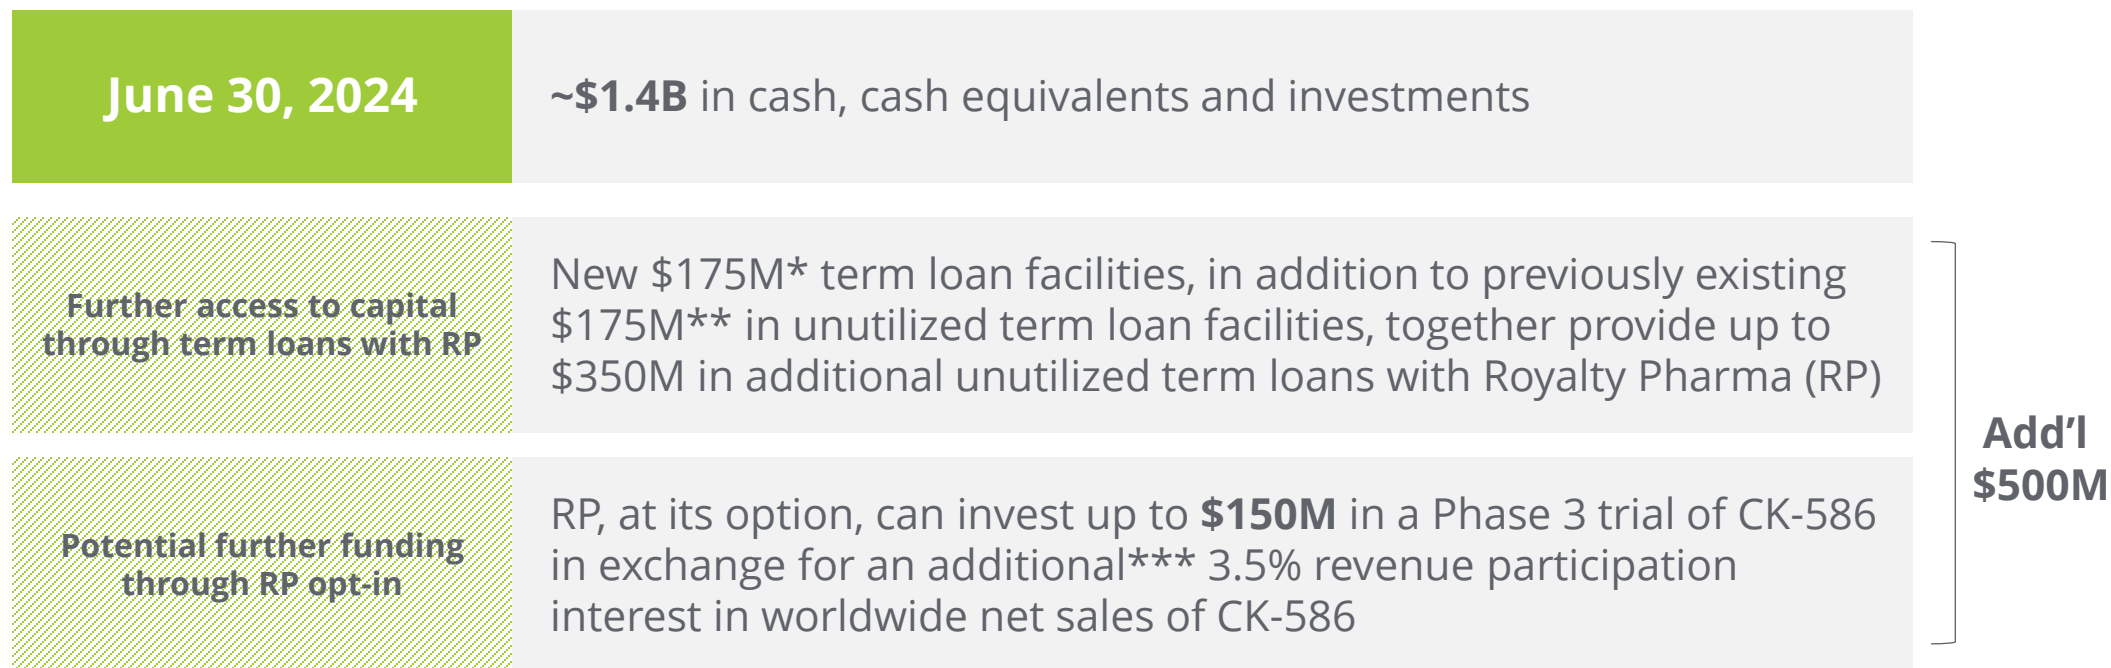 June 30, 2024
~$1.4B in cash, cash equivalents and investments
Further access to capital
through term loans with RP
New $175M* term loan facilities, in addition to previously existing
$175M** in unutilized term loan facilities, together provide up to
$350M in additional unutilized term loans with Royalty Pharma (RP)
Potential further funding
through RP opt-in
RP, at its option, can invest up to $150M in a Phase 3 trial of CK-586
in exchange for an additional*** 3.5% revenue participation
interest in worldwide net sales of CK-586
Add’l
$500M